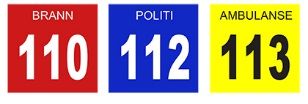 BRANN
110
POLITI
112
AMBULANSE
113